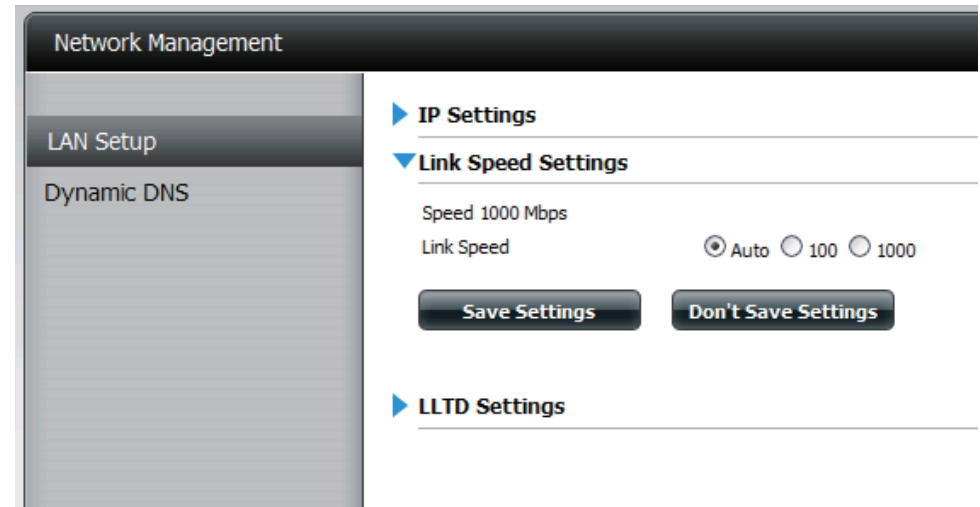 Network Management
LAN Setup
Dynamic DNS
IP Settings
Link Speed Settings
Speed 1000 Mbps
Link Speed Auto 100 1000
Save Settings Don't Save Settings
LLTD Settings